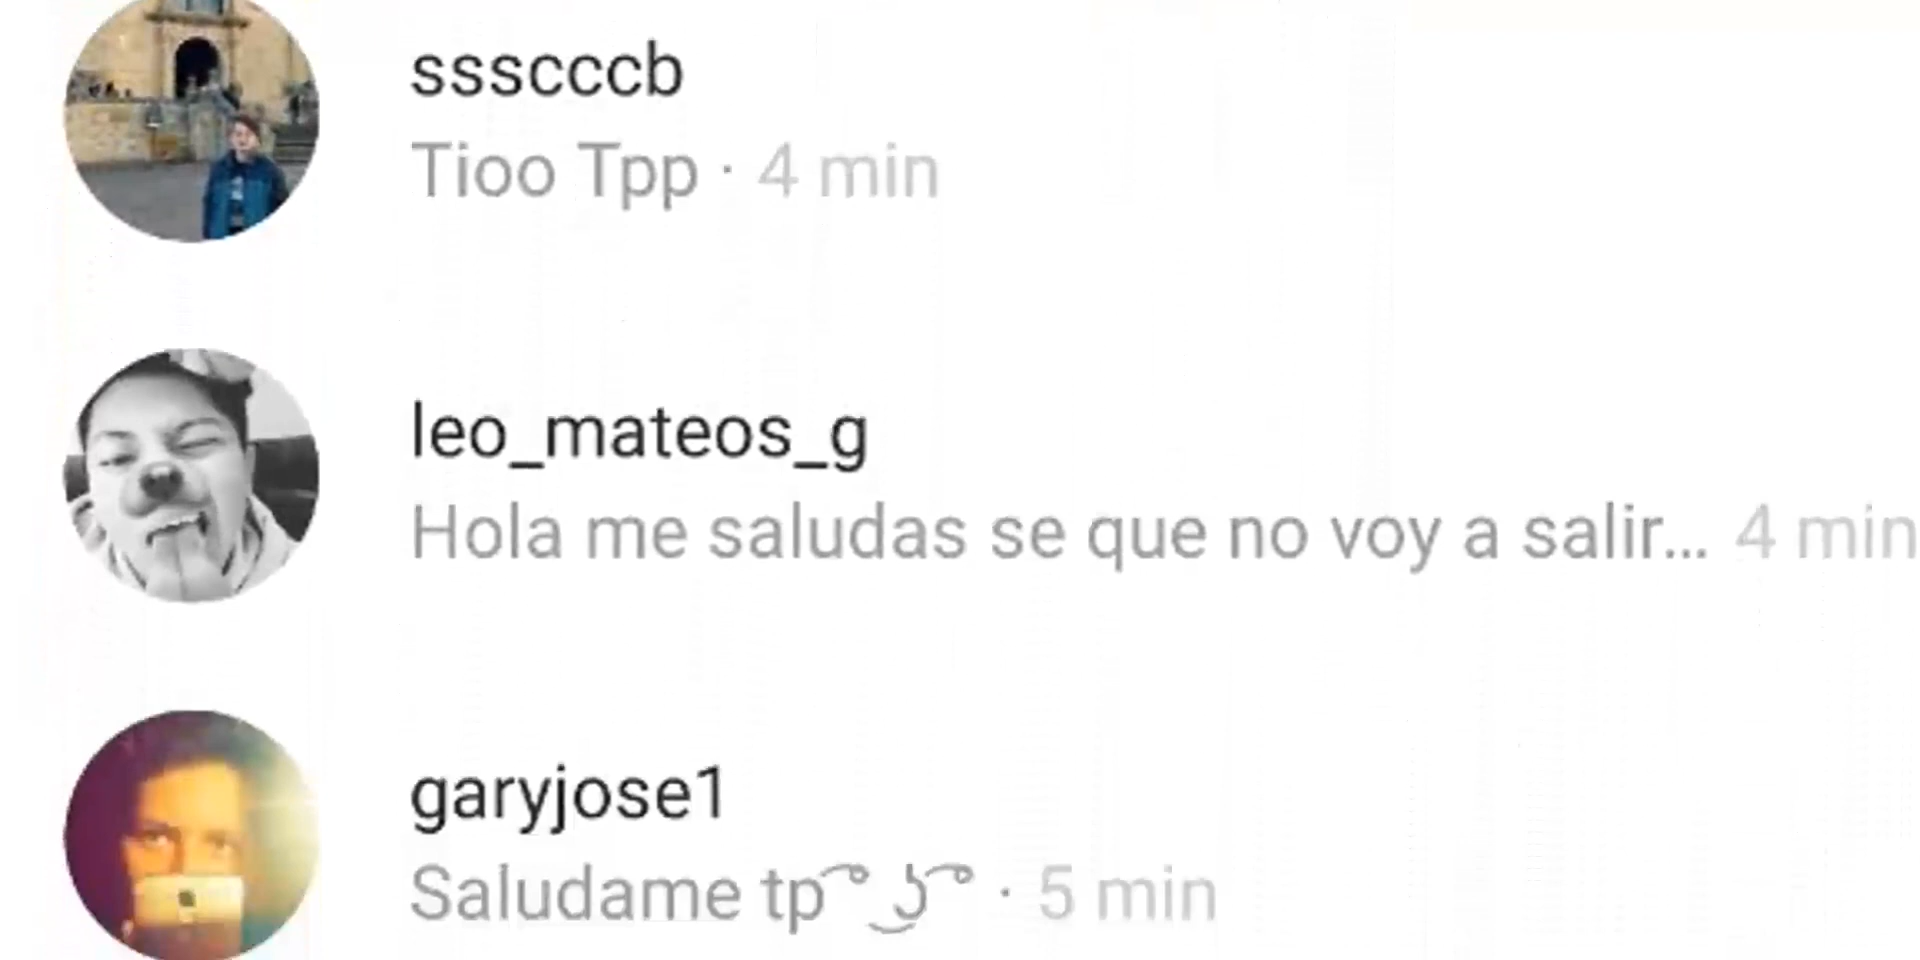 ssscccb
Tioo Tpp · 4 min
leo_mateos_g
Hola me saludas se que no voy a salir... 4 min
garyjose1
Saludame tp ͡° ͜ʖ ͡° · 5 min